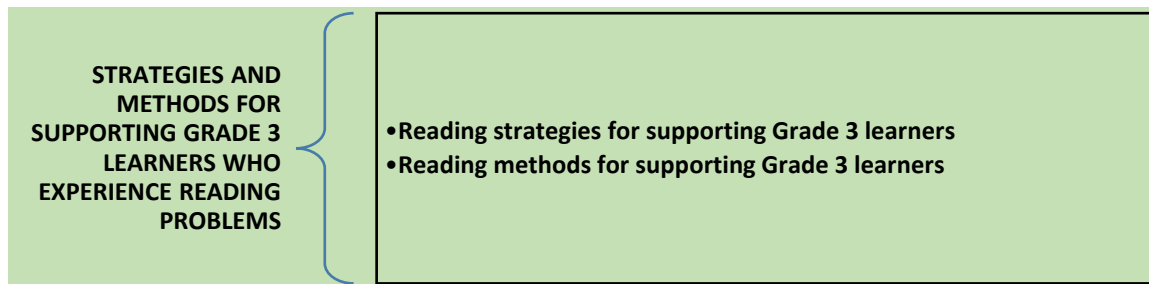 STRATEGIES AND
METHODS FOR
SUPPORTING GRADE 3
LEARNERS WHO
EXPERIENCE READING
PROBLEMS
•Reading strategies for supporting Grade 3 learners
•Reading methods for supporting Grade 3 learners